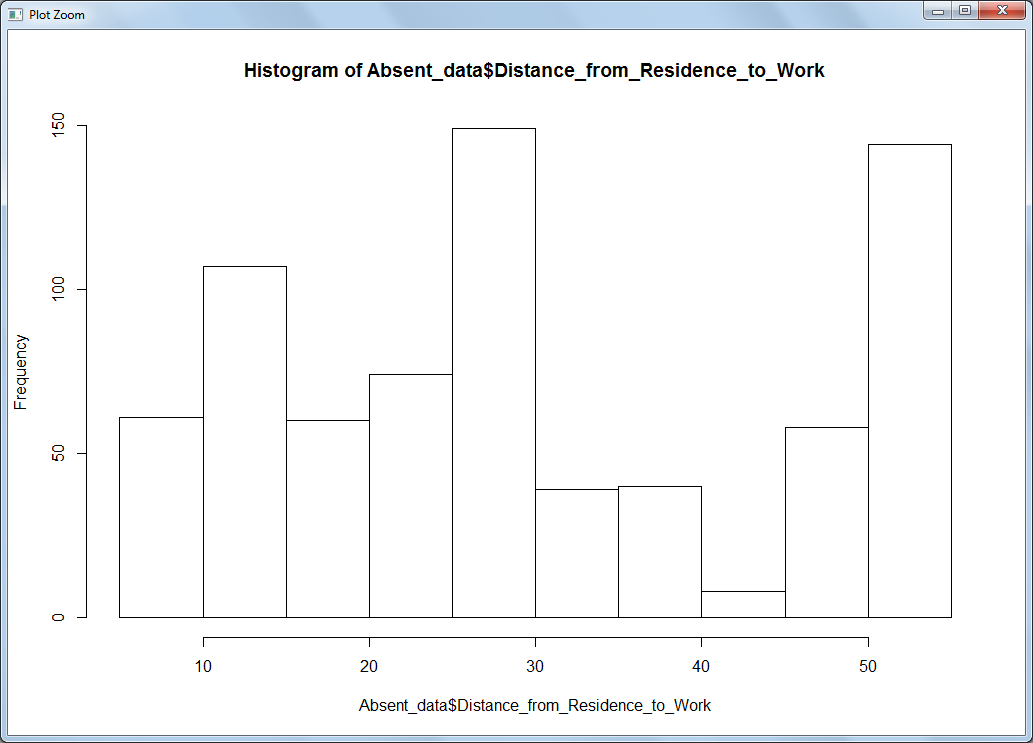 Plot Zoom
Histogram of Absent_data$Distance_from_Residence_to_Work
150
100
50
0
Frequency
10 20 30 40 50
Absent_data$Distance_from_Residence_to_Work